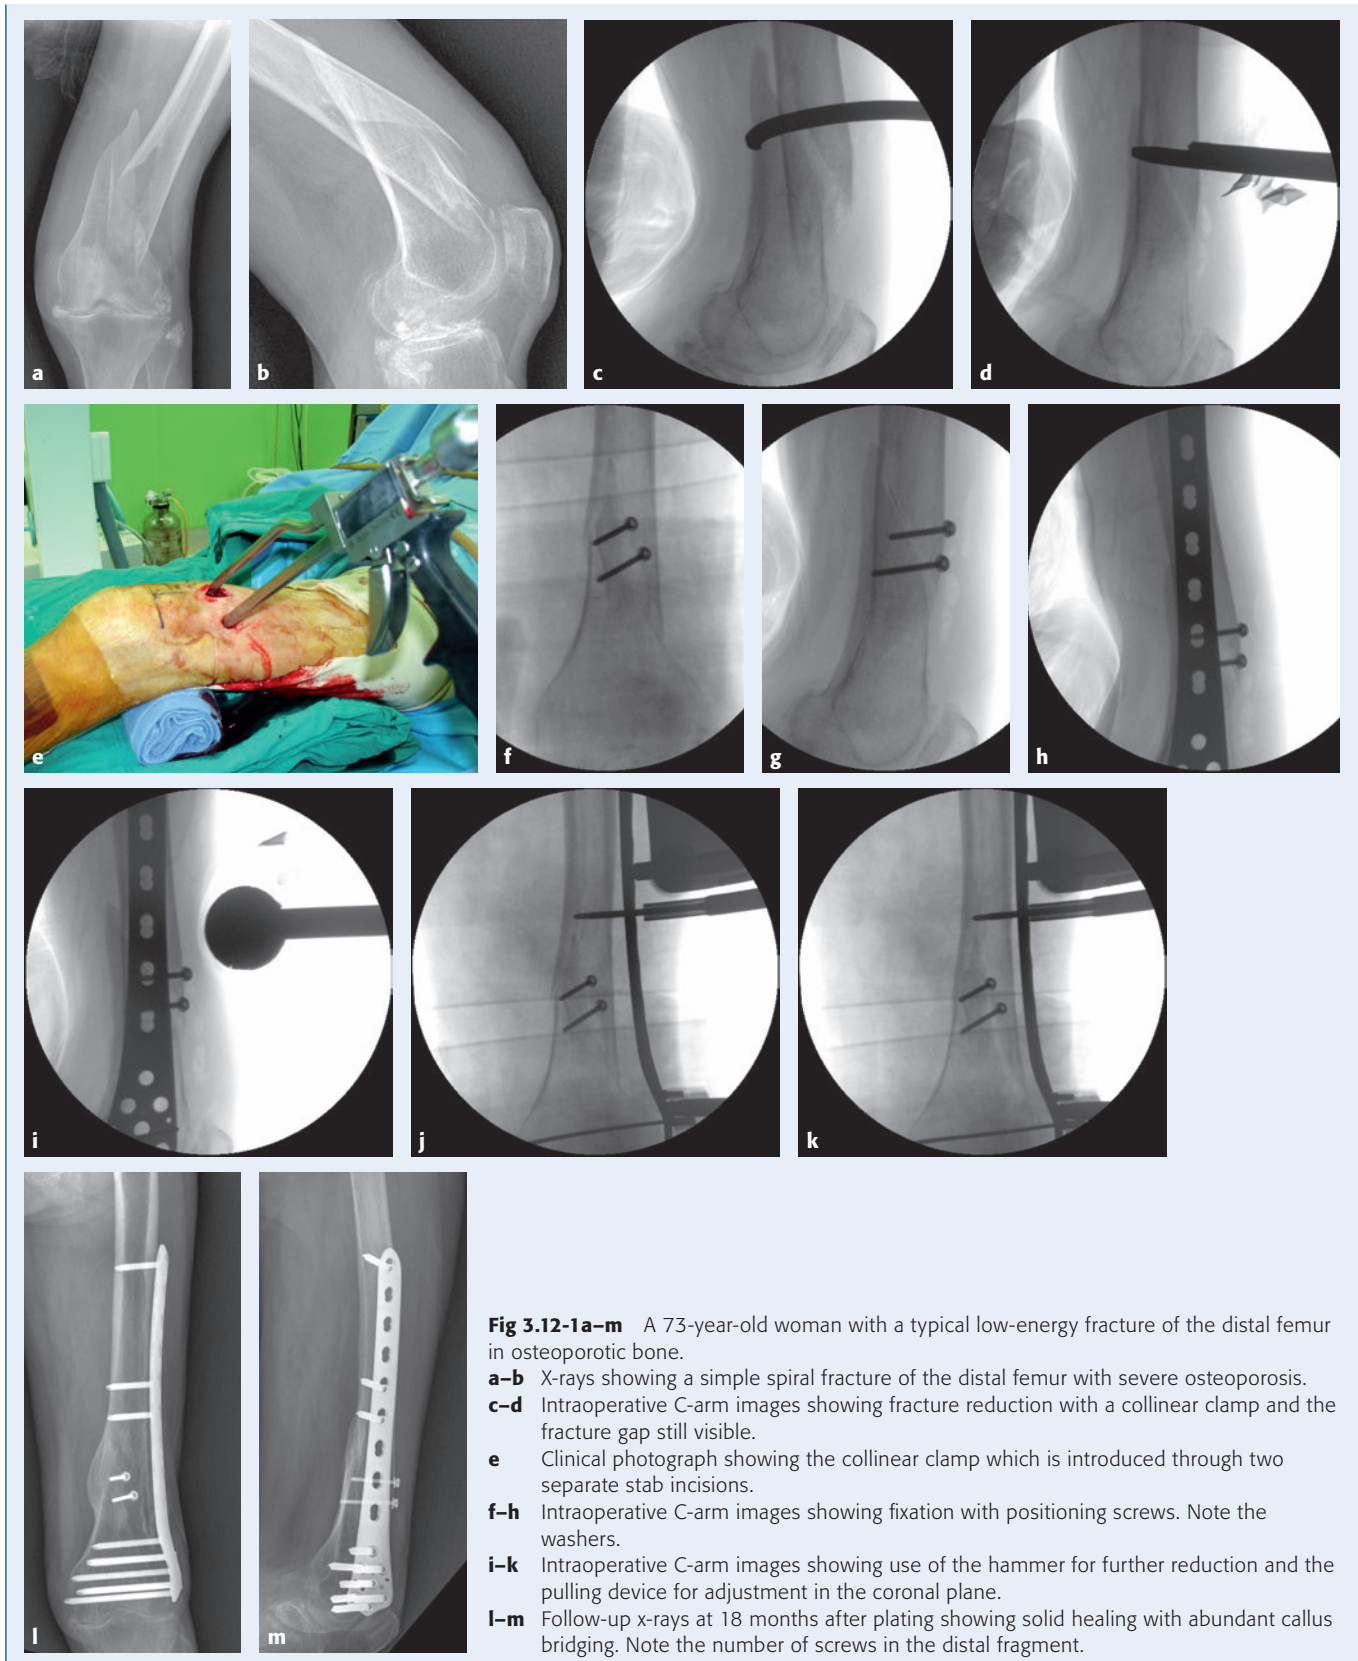 a
b
c
d
e
f
g
h
i
j
k
l
m
Fig 3.12-1a–m A 73-year-old woman with a typical low-energy fracture of the distal femur
in osteoporotic bone.
a–b X-rays showing a simple spiral fracture of the distal femur with severe osteoporosis.
c–d Intraoperative C-arm images showing fracture reduction with a collinear clamp and the
fracture gap still visible.
e Clinical photograph showing the collinear clamp which is introduced through two
separate stab incisions.
f–h Intraoperative C-arm images showing fixation with positioning screws. Note the
washers.
i–k Intraoperative C-arm images showing use of the hammer for further reduction and the
pulling device for adjustment in the coronal plane.
l–m Follow-up x-rays at 18 months after plating showing solid healing with abundant callus
bridging. Note the number of screws in the distal fragment.